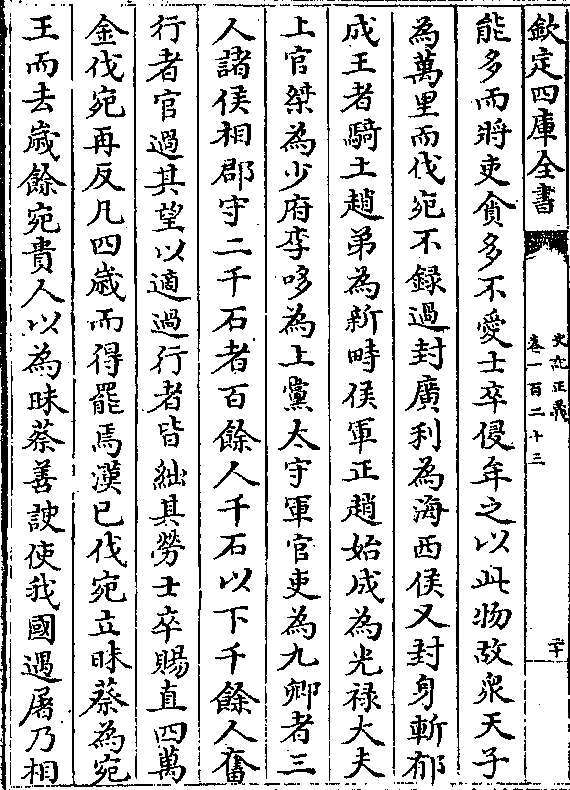 欽定四庫全書
史記正義
卷一百二十三
二十
能多而將吏貪多不愛士卒侵牟之以此物故衆天子
為萬里而伐宛不録過封廣利為海西侯又封身斬郁
成王者騎士趙弟為新畤侯軍正趙始成為光禄大夫
上官桀為少府李哆為上黨太守軍官吏為九卿者三
人諸侯相郡守二千石者百餘人千石以下千餘人奮
行者官過其望以適過行者皆絀其勞士卒賜直四萬
金伐宛再反凡四歲而得罷焉漢已伐宛立昧蔡為宛
王而去歲餘宛貴人以為昧蔡善諛使我國遇屠乃相